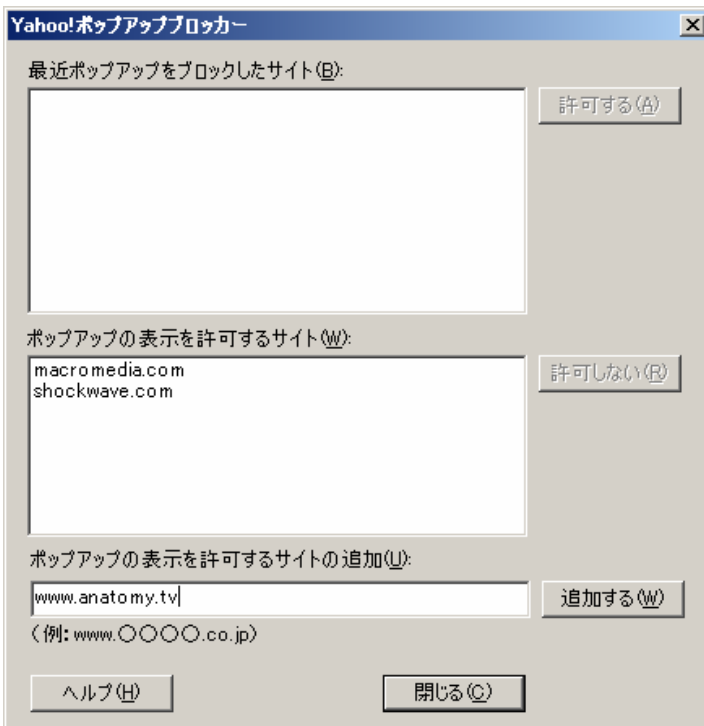 Yahoo!ポップアップブロッカー
最近ポップアップをブロックしたサイト(B):
許可する(A)
ポップアップの表示を許可するサイト(W):
macromedia.com
shockwave.com
許可しない(R)
ポップアップの表示を許可するサイトの追加(U):
www.anatomy.tv
追加する(W)
(例: www.〇〇〇〇.co.jp)
ヘルプ(H)
閉じる(C)